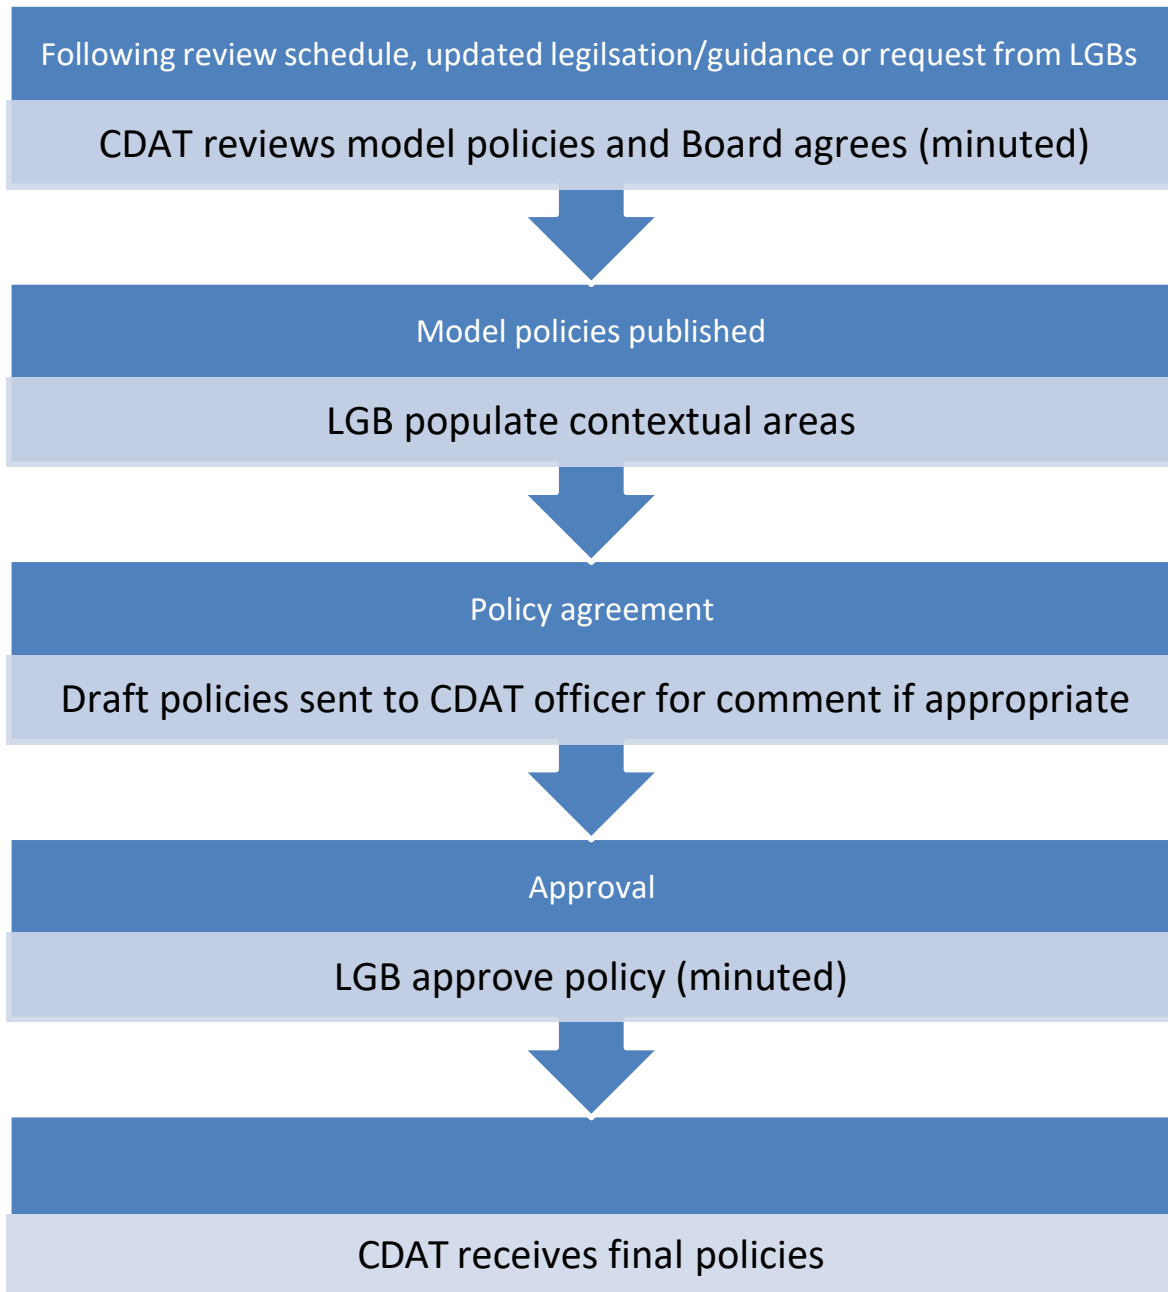 Following review schedule, updated legilsation/guidance or request from LGBs
CDAT reviews model policies and Board agrees (minuted)
Model policies published
LGB populate contextual areas
Policy agreement
Draft policies sent to CDAT officer for comment if appropriate
Approval
LGB approve policy (minuted)
CDAT receives final policies